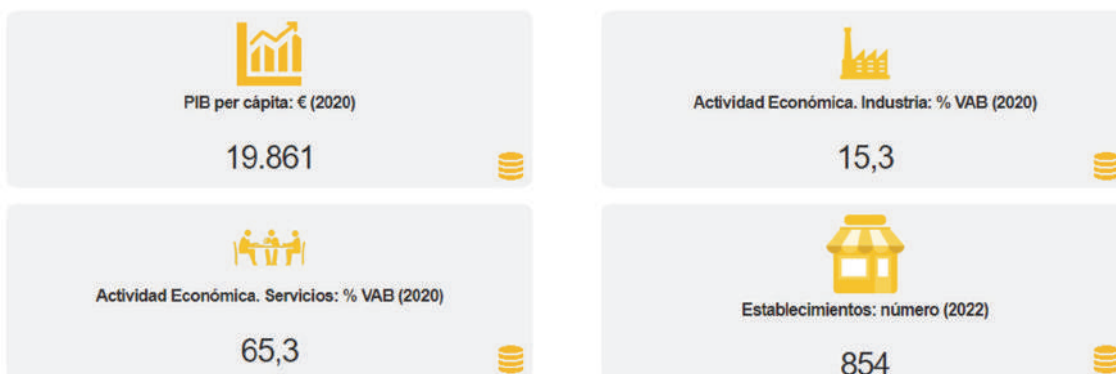 PIB per cápita: € (2020)
19.861
Actividad Económica. Industria: % VAB (2020)
15,3
Actividad Económica. Servicios: % VAB (2020)
65,3
Establecimientos: número (2022)
854